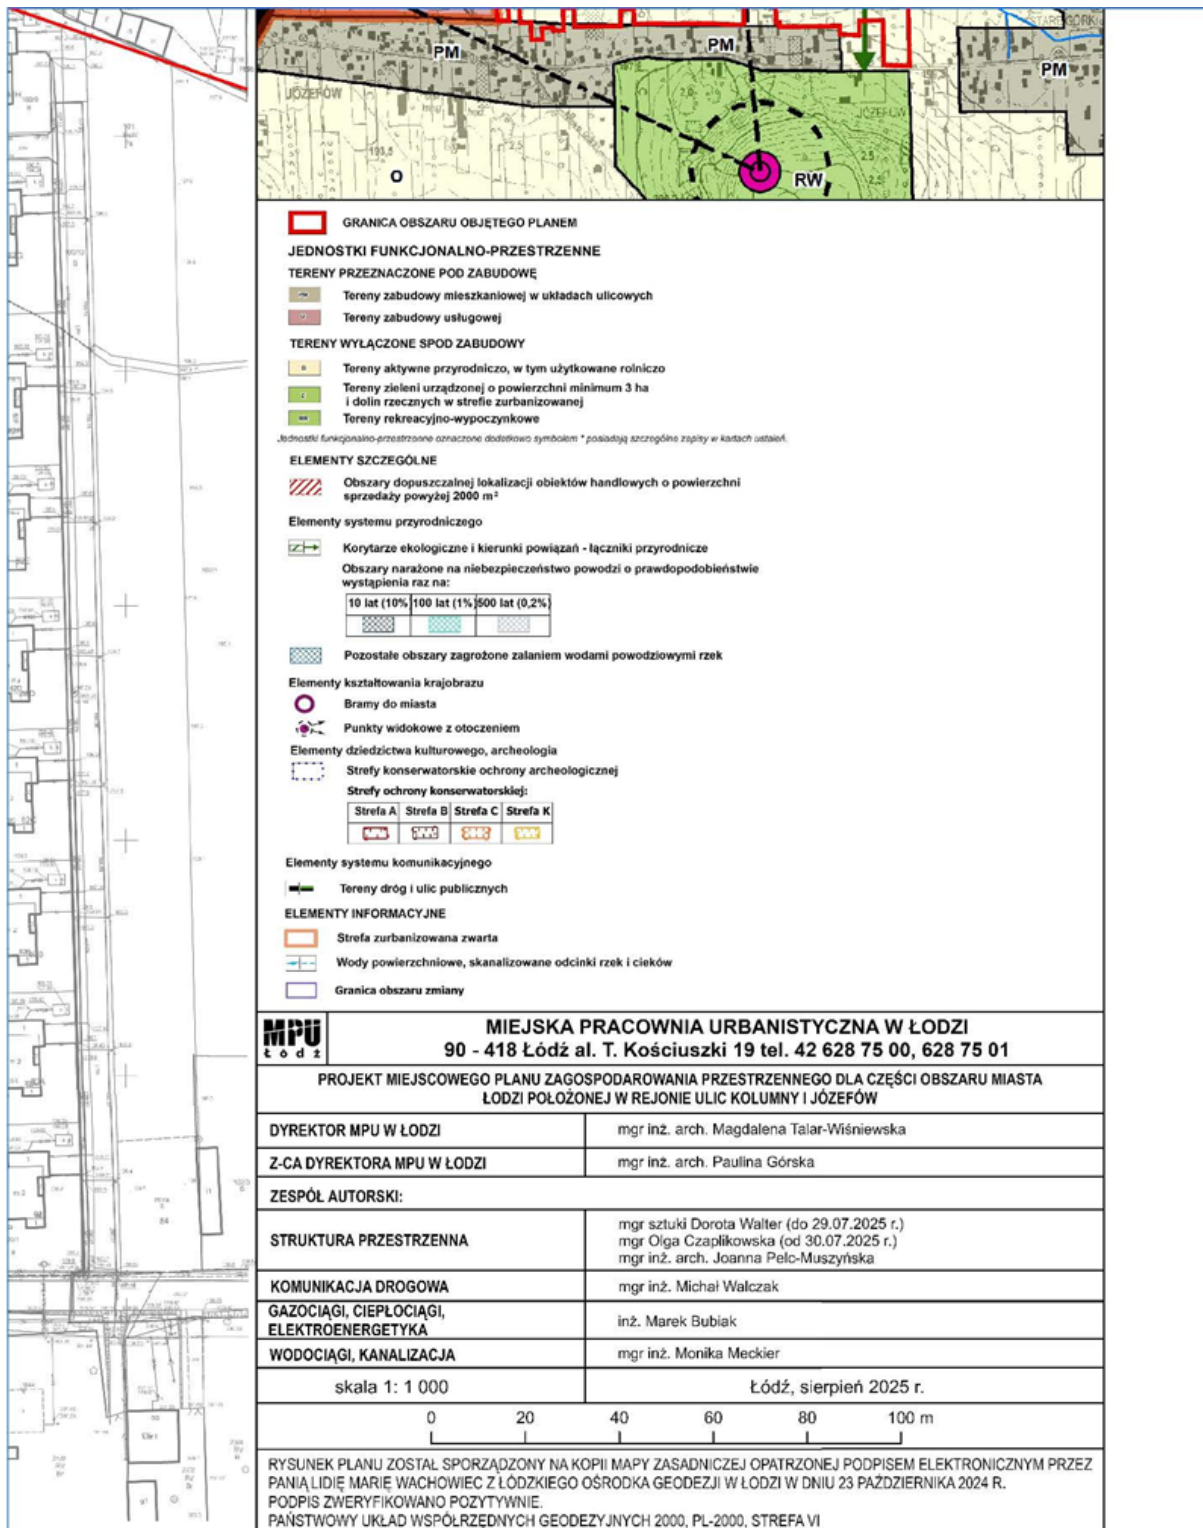 STARE GÓRKI
PM
PM
PM
JÓZEFÓW
2,0
JÓZEFÓW
193,5
2,5
O
RW
2,5
2,5
GRANICA OBSZARU OBJĘTEGO PLANEM
JEDNOSTKI FUNKCJONALNO-PRZESTRZENNE
TERENY PRZEZNACZONE POD ZABUDOWĘ
PM Tereny zabudowy mieszkaniowej w układach ulicowych
U Tereny zabudowy usługowej
TERENY WYŁĄCZONE SPOD ZABUDOWY
O Tereny aktywne przyrodniczo, w tym użytkowane rolniczo
Z Tereny zieleni urządzonej o powierzchni minimum 3 ha
i dolin rzecznych w strefie zurbanizowanej
RW Tereny rekreacyjno-wypoczynkowe
Jednostki funkcjonalno-przestrzenne oznaczone dodatkowo symbolem * posiadają szczególne zapisy w kartach ustaleń.
ELEMENTY SZCZEGÓLNE
Obszary dopuszczalnej lokalizacji obiektów handlowych o powierzchni
sprzedaży powyżej 2000 m²
Elementy systemu przyrodniczego
Korytarze ekologiczne i kierunki powiązań - łączniki przyrodnicze
Obszary narażone na niebezpieczeństwo powodzi o prawdopodobieństwie
wystąpienia raz na:
10 lat (10% 100 lat (1%) 500 lat (0,2%)
Pozostałe obszary zagrożone zalaniem wodami powodziowymi rzek
Elementy kształtowania krajobrazu
Bramy do miasta
Punkty widokowe z otoczeniem
Elementy dziedzictwa kulturowego, archeologia
Strefy konserwatorskie ochrony archeologicznej
Strefy ochrony konserwatorskiej:
Strefa A Strefa B Strefa C Strefa K
Elementy systemu komunikacyjnego
Tereny dróg i ulic publicznych
ELEMENTY INFORMACYJNE
Strefa zurbanizowana zwarta
Wody powierzchniowe, skanalizowane odcinki rzek i cieków
Granica obszaru zmiany
MPU
Łódź
MIEJSKA PRACOWNIA URBANISTYCZNA W ŁODZI
90 - 418 Łódź al. T. Kościuszki 19 tel. 42 628 75 00, 628 75 01
PROJEKT MIEJSCOWEGO PLANU ZAGOSPODAROWANIA PRZESTRZENNEGO DLA CZĘŚCI OBSZARU MIASTA
ŁODZI POŁOŻONEJ W REJONIE ULIC KOLUMNY I JÓZEFÓW
DYREKTOR MPU W ŁODZI mgr inż. arch. Magdalena Talar-Wiśniewska
Z-CA DYREKTORA MPU W ŁODZI mgr inż. arch. Paulina Górska
ZESPÓŁ AUTORSKI:
STRUKTURA PRZESTRZENNA
mgr sztuki Dorota Walter (do 29.07.2025 r.)
mgr Olga Czaplikowska (od 30.07.2025 r.)
mgr inż. arch. Joanna Pelc-Muszyńska
KOMUNIKACJA DROGOWA mgr inż. Michał Walczak
GAZOCIĄGI, CIEPŁOCIĄGI,
ELEKTROENERGETYKA
inż. Marek Bubiak
WODOCIĄGI, KANALIZACJA mgr inż. Monika Meckier
skala 1: 1 000 Łódź, sierpień 2025 r.
0 20 40 60 80 100 m
RYSUNEK PLANU ZOSTAŁ SPORZĄDZONY NA KOPII MAPY ZASADNICZEJ OPATRZONEJ PODPISEM ELEKTRONICZNYM PRZEZ
PANIĄ LIDIĘ MARIĘ WACHOWIEC Z ŁÓDZKIEGO OŚRODKA GEODEZJI W ŁODZI W DNIU 23 PAŹDZIERNIKA 2024 R.
PODPIS ZWERYFIKOWANO POZYTYWNIE.
PAŃSTWOWY UKŁAD WSPÓŁRZĘDNYCH GEODEZYJNYCH 2000, PL-2000, STREFA VI